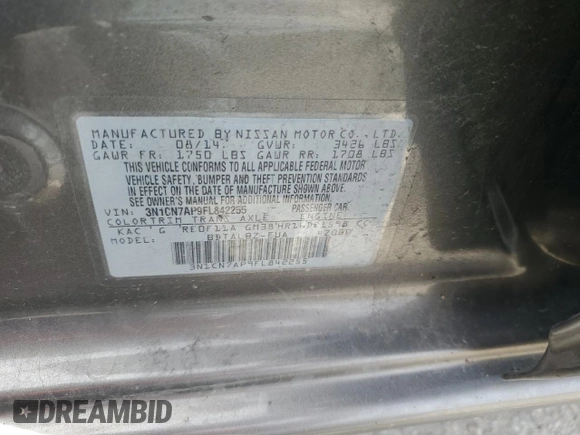 MANUFACTURED BY NISSAN MOTOR CO., LTD.
DATE: 08/14. GVWR: 3426 LBS
GAWR FR: 1750 LBS GAWR RR: 1708 LBS
THIS VEHICLE CONFORMS TO ALL APPLICABLE FEDERAL MOTOR
VEHICLE SAFETY, BUMPER AND THEFT PREVENTION STANDARDS
IN EFFECT ON THE DATE OF MANUFACTURE SHOWN ABOVE.
SEE OWNER'S MANUAL FOR ADDITIONAL INFORMATION.
VIN: 3N1CN7AP9FL842255 PASSENGER CAR
COLOR TRIM TRANS AXLE ENGINE
KAC G
3N1CN7AP9FL842255
DREAMBID